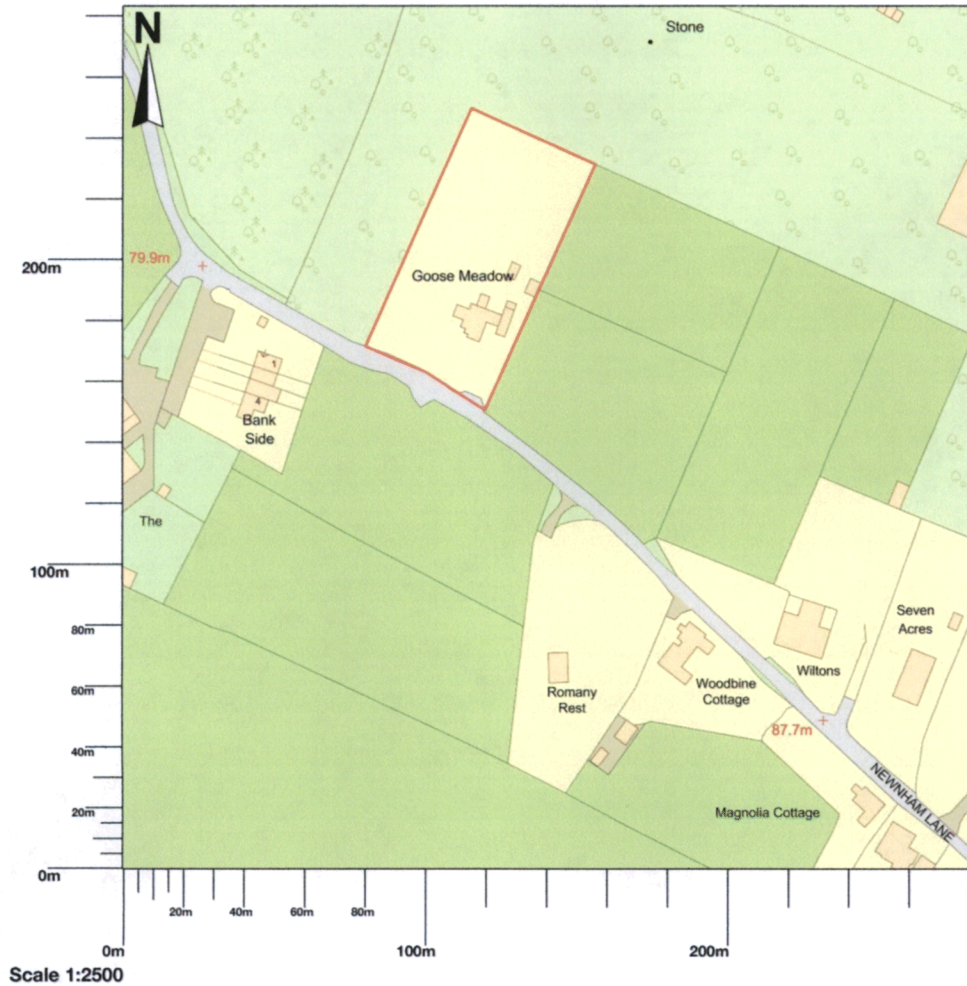 N
Stone
79.9m
200m
Goose Meadow
1
4
Bank
Side
The
100m
80m
60m
40m
20m
0m
Seven
Acres
Wiltons
Romany
Rest
Woodbine
Cottage
87.7m
NEWNHAM LANE
Magnolia Cottage
20m
40m
60m
80m
0m
100m
200m
Scale 1:2500